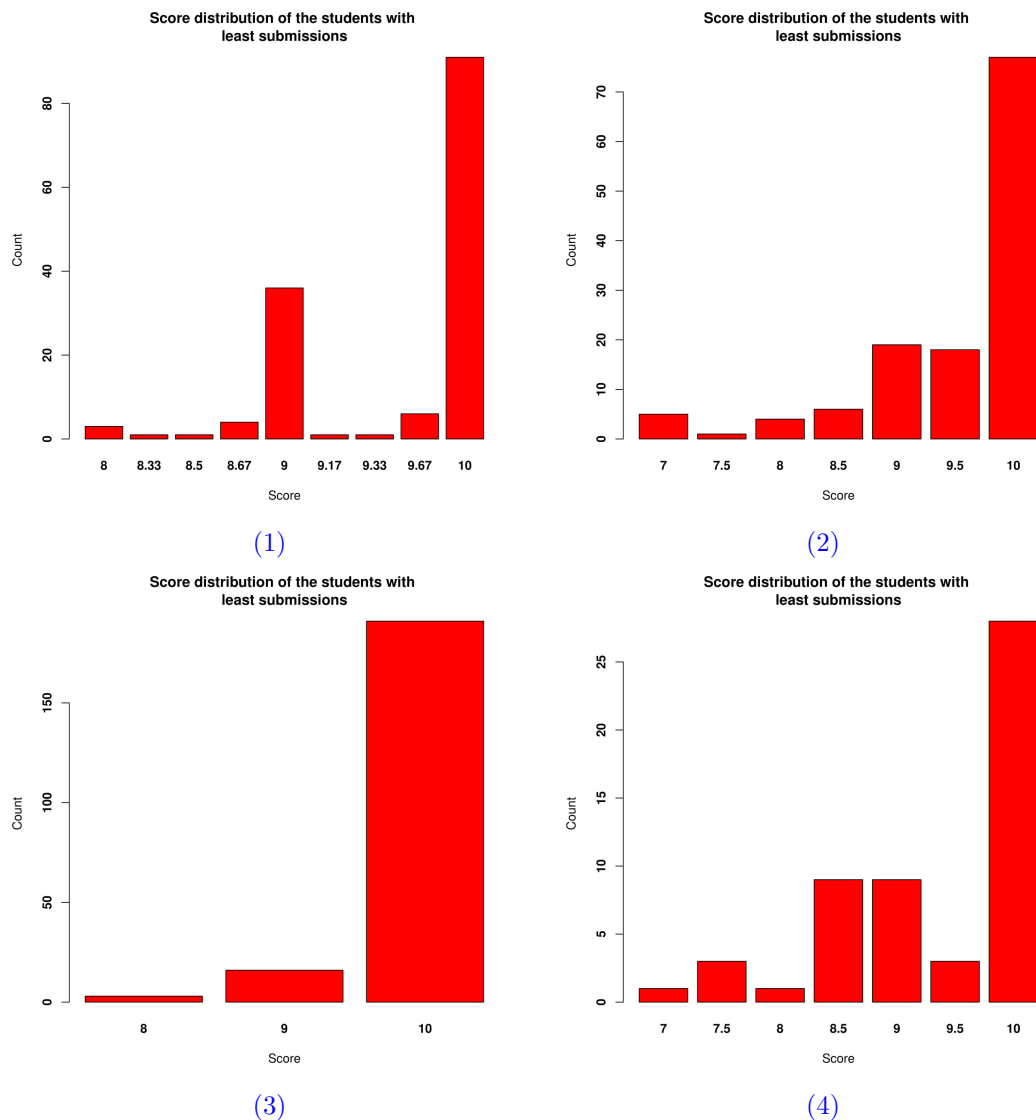 Score distribution of the students with
least submissions
Count
0
20
40
60
80
8 8.33 8.5 8.67 9 9.17 9.33 9.67 10
Score
(1)
Score distribution of the students with
least submissions
Count
0
10
20
30
40
50
60
70
7 7.5 8 8.5 9 9.5 10
Score
(2)
Score distribution of the students with
least submissions
Count
0
50
100
150
8 9 10
Score
(3)
Score distribution of the students with
least submissions
Count
0
5
10
15
20
25
7 7.5 8 8.5 9 9.5 10
Score
(4)